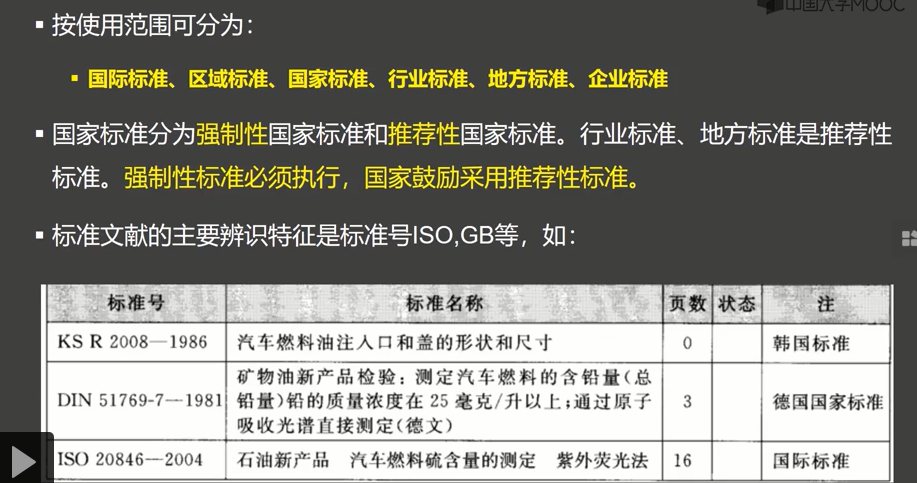 中国大学MOOC
按使用范围可分为：
国际标准、区域标准、国家标准、行业标准、地方标准、企业标准
国家标准分为强制性国家标准和推荐性国家标准。行业标准、地方标准是推荐性
标准。强制性标准必须执行，国家鼓励采用推荐性标准。
标准文献的主要辨识特征是标准号ISO,GB等，如：
标准号 标准名称 页数 状态 注
KS R 2008—1986 汽车燃料油注入口和盖的形状和尺寸 0 韩国标准
矿物油新产品检验：测定汽车燃料的含铅量(总
DIN 51769-7—1981 铅量)铅的质量浓度在 25 毫克/升以上；通过原子 3 德国国家标准
吸收光谱直接测定(德文)
ISO 20846—2004 石油新产品 汽车燃料硫含量的测定 紫外荧光法 16 国际标准